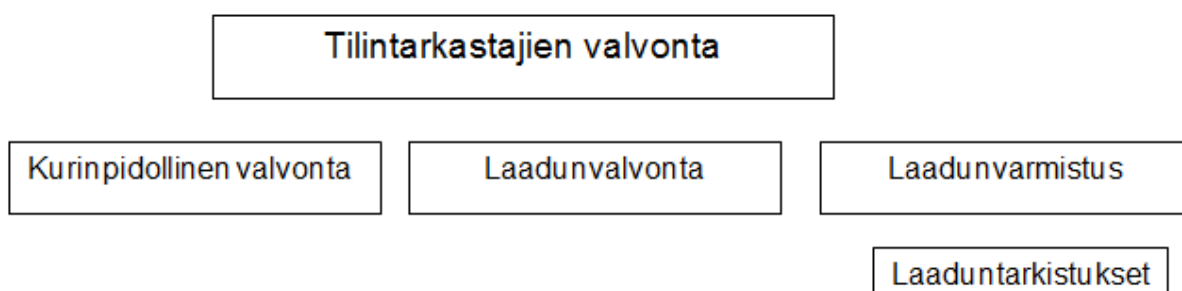 Tilintarkastajien valvonta
Kurinpidollinen valvonta
Laadunvalvonta
Laadunvarmistus
Laaduntarkistukset